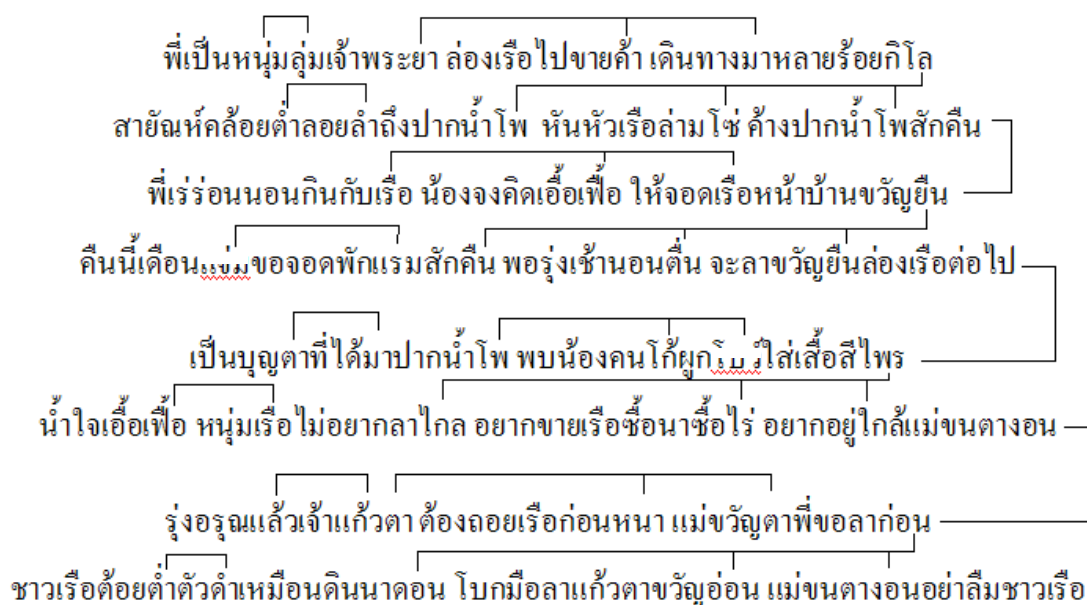 พี่เป็นหนุ่มลุ่มเจ้าพระยา ล่องเรือไปขายค้า เดินทางมาหลายร้อยกิโล
สายัณห์คล้อยต่ำลอยลำถึงปากน้ำโพ หันหัวเรือล่ามโซ่ ค้างปากน้ำโพสักคืน
พี่เร่ร่อนนอนกินกับเรือ น้องจงคิดเอื้อเฟื้อ ให้จอดเรือหน้าบ้านขวัญยืน
คืนนี้เดือนแจ่มขอจอดพักแรมสักคืน พอรุ่งเช้านอนตื่น จะลาขวัญยืนล่องเรือต่อไป
เป็นบุญตาที่ได้มาปากน้ำโพ พบน้องคนโก้ผูกโบว์ใส่เสื้อสีไพร
น้ำใจเอื้อเฟื้อ หนุ่มเรือไม่อยากลาไกล อยากขายเรือซื้อนาซื้อไร่ อยากอยู่ใกล้แม่ขนตางอน
รุ่งอรุณแล้วเจ้าแก้วตา ต้องถอยเรือก่อนหนา แม่ขวัญตาพี่ขอลาก่อน
ชาวเรือต้อยต่ำตัวดำเหมือนดินนาดอน โบกมือลาแก้วตาขวัญอ่อน แม่ขนตางอนอย่าลืมชาวเรือ